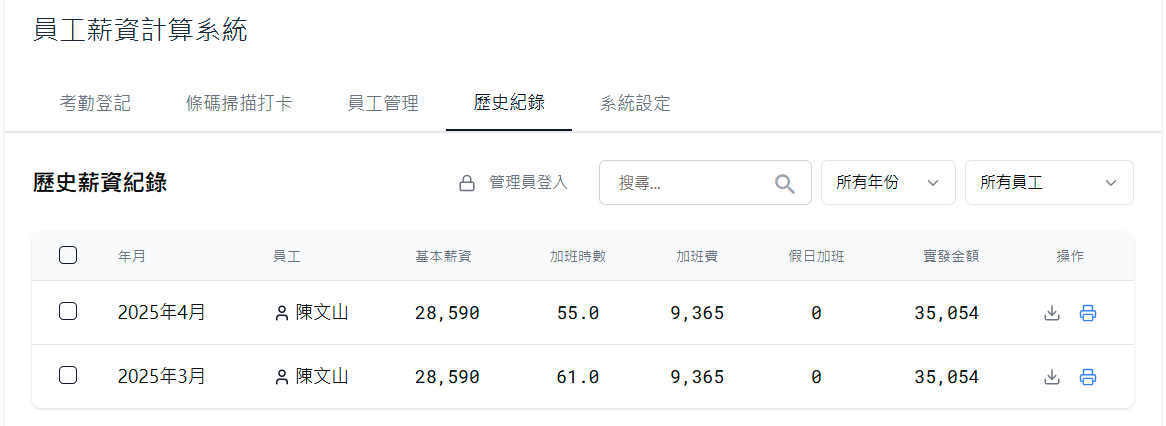 員工薪資計算系統
考勤登記 條碼掃描打卡 員工管理 歷史紀錄 系統設定
歷史薪資紀錄 管理員登入 搜尋... 所有年份 所有員工
年月 員工 基本薪資 加班時數 加班費 假日加班 實發金額 操作
2025年4月 陳文山 28,590 55.0 9,365 0 35,054
2025年3月 陳文山 28,590 61.0 9,365 0 35,054